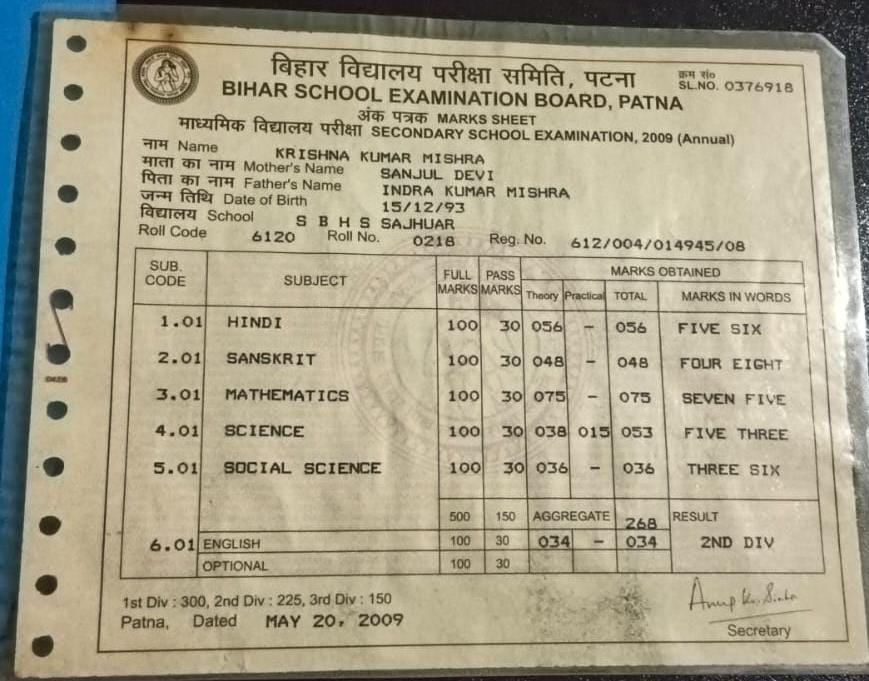 बिहार विद्यालय परीक्षा समिति, पटना
क्रम सं०
BIHAR SCHOOL EXAMINATION BOARD, PATNA
SL.NO. 0376918
अंक पत्रक MARKS SHEET
माध्यमिक विद्यालय परीक्षा SECONDARY SCHOOL EXAMINATION, 2009 (Annual)
नाम Name KRISHNA KUMAR MISHRA
माता का नाम Mother's Name SANJUL DEVI
पिता का नाम Father's Name INDRA KUMAR MISHRA
जन्म तिथि Date of Birth 15/12/93
विद्यालय School S B H S SAJHUAR
Roll Code 6120 Roll No. 0218 Reg. No. 612/004/014945/08
SUB. CODE SUBJECT FULL MARKS PASS MARKS MARKS OBTAINED
Theory Practical TOTAL MARKS IN WORDS
1.01 HINDI 100 30 056 - 056 FIVE SIX
2.01 SANSKRIT 100 30 048 - 048 FOUR EIGHT
3.01 MATHEMATICS 100 30 075 - 075 SEVEN FIVE
4.01 SCIENCE 100 30 038 015 053 FIVE THREE
5.01 SOCIAL SCIENCE 100 30 036 - 036 THREE SIX
500 150 AGGREGATE 268 RESULT
6.01 ENGLISH 100 30 034 - 034 2ND DIV
OPTIONAL 100 30
1st Div : 300, 2nd Div : 225, 3rd Div : 150
Patna, Dated MAY 20, 2009
Anup Kr. Sinha
Secretary